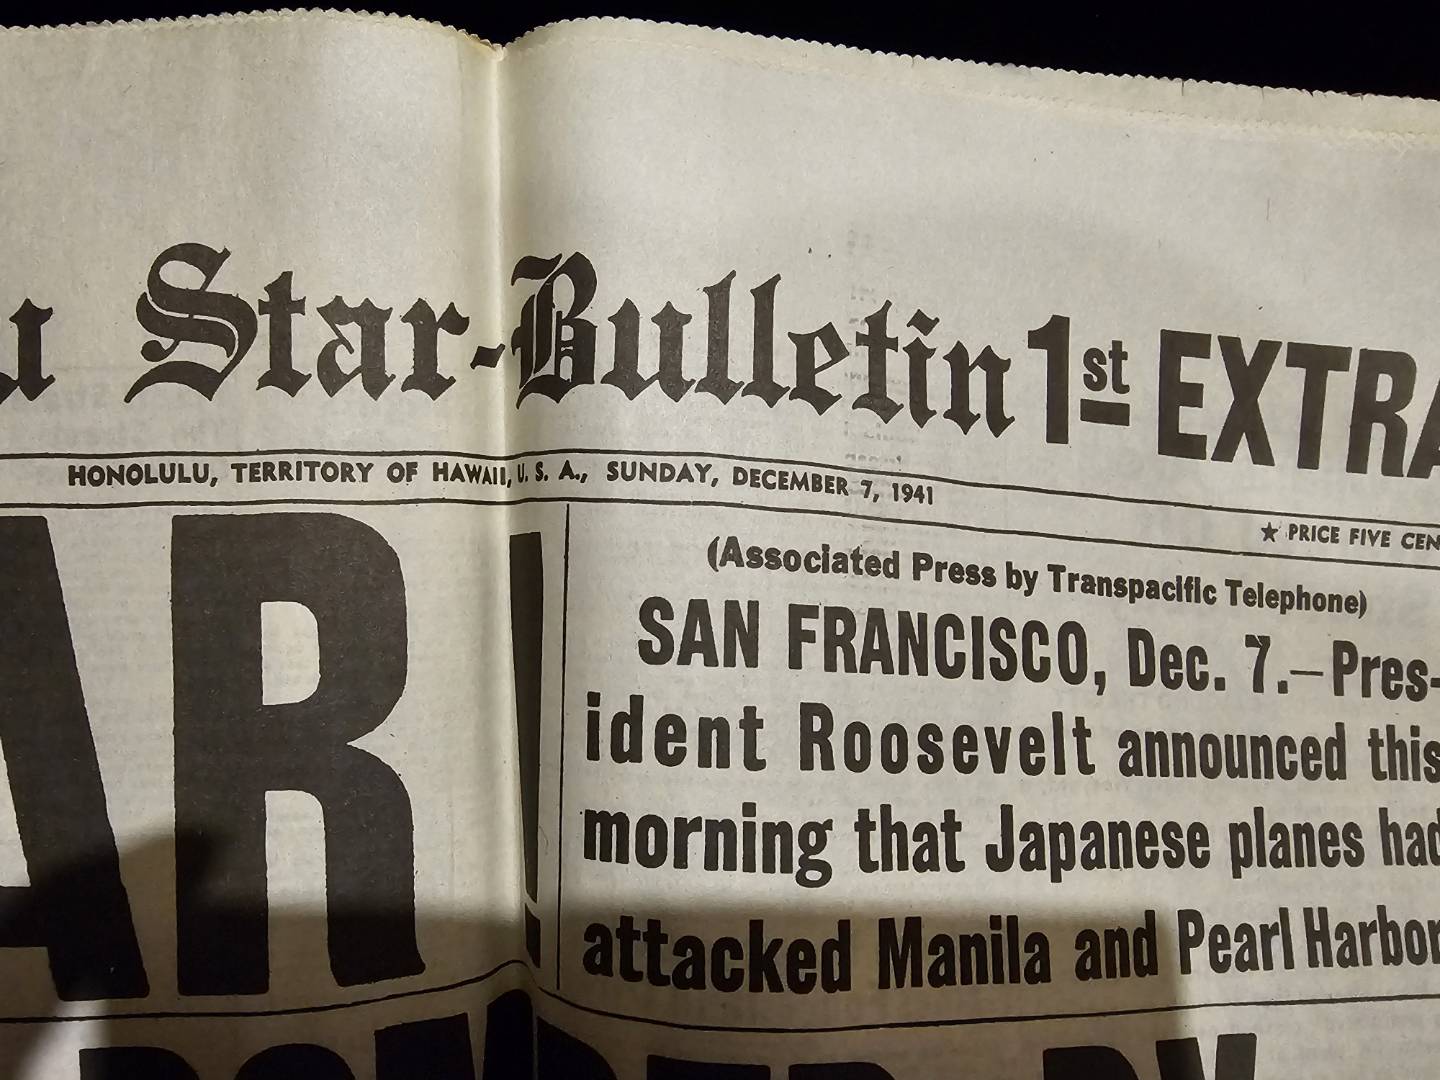 u Star-Bulletin 1st EXTRA
HONOLULU, TERRITORY OF HAWAII, U. S. A., SUNDAY, DECEMBER 7, 1941
★ PRICE FIVE CEN
AR!
(Associated Press by Transpacific Telephone)
SAN FRANCISCO, Dec. 7.—Pres-
ident Roosevelt announced this
morning that Japanese planes had
attacked Manila and Pearl Harbor